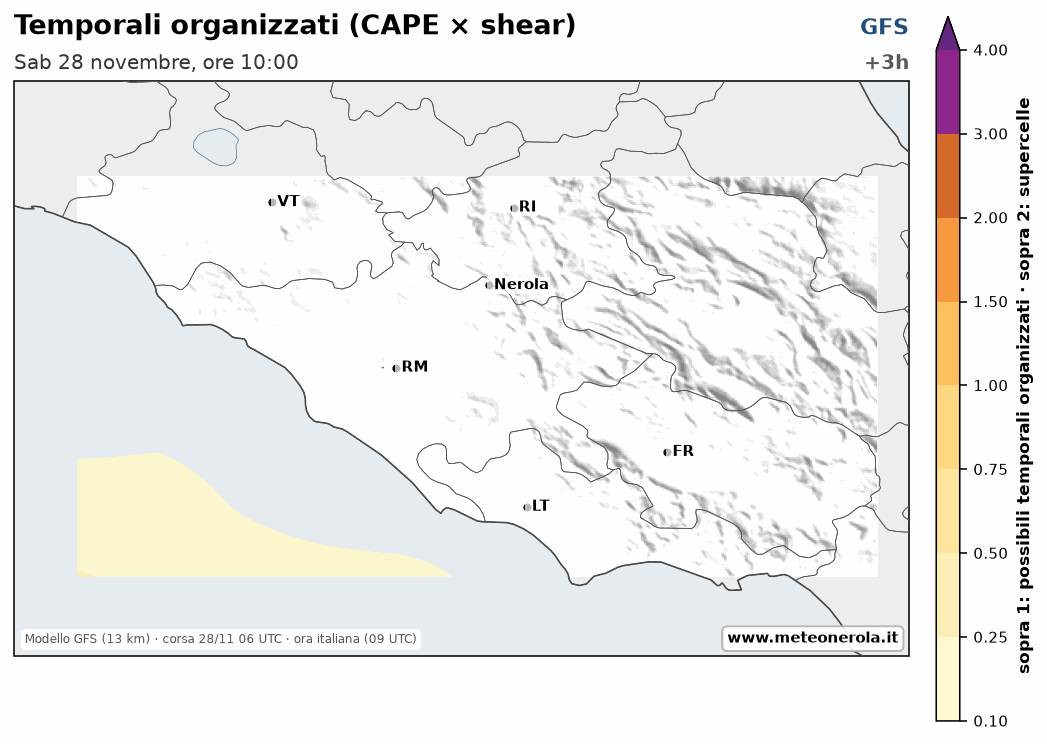 Temporali organizzati (CAPE × shear)
GFS
Sab 28 novembre, ore 10:00
+3h
VT
RI
Nerola
RM
FR
LT
Modello GFS (13 km) · corsa 28/11 06 UTC · ora italiana (09 UTC)
www.meteonerola.it
4.00
3.00
2.00
1.50
1.00
0.75
0.50
0.25
0.10
sopra 1: possibili temporali organizzati · sopra 2: supercelle